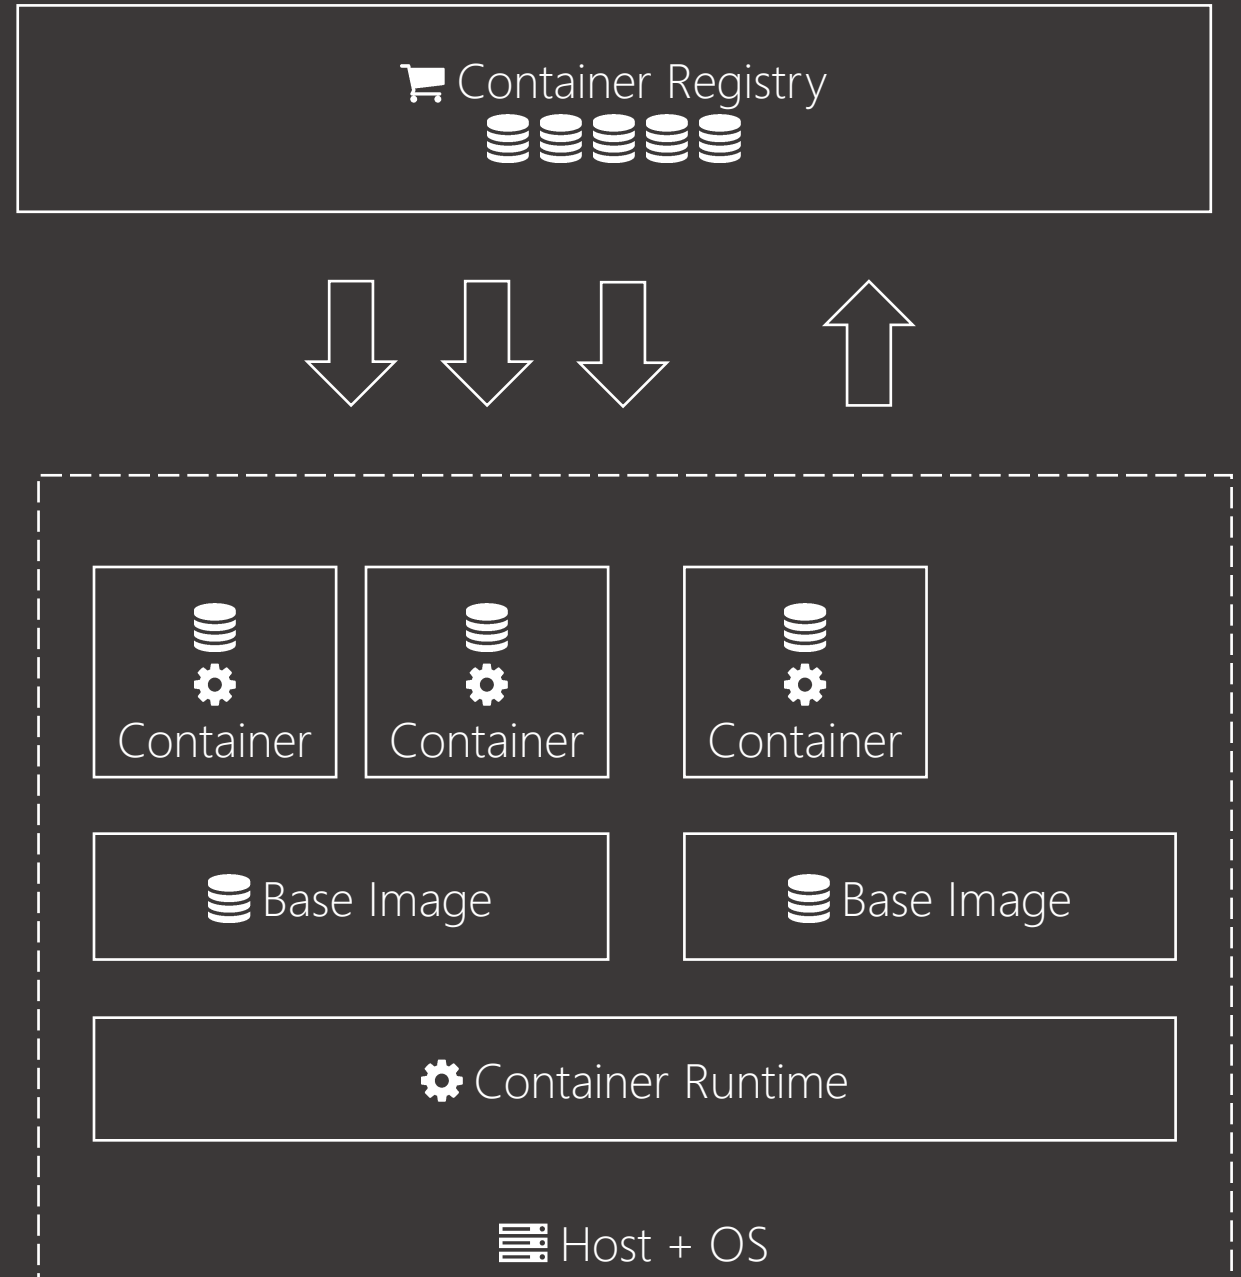 Container Registry
Container
Container
Container
Base Image
Base Image
Container Runtime
Host + OS